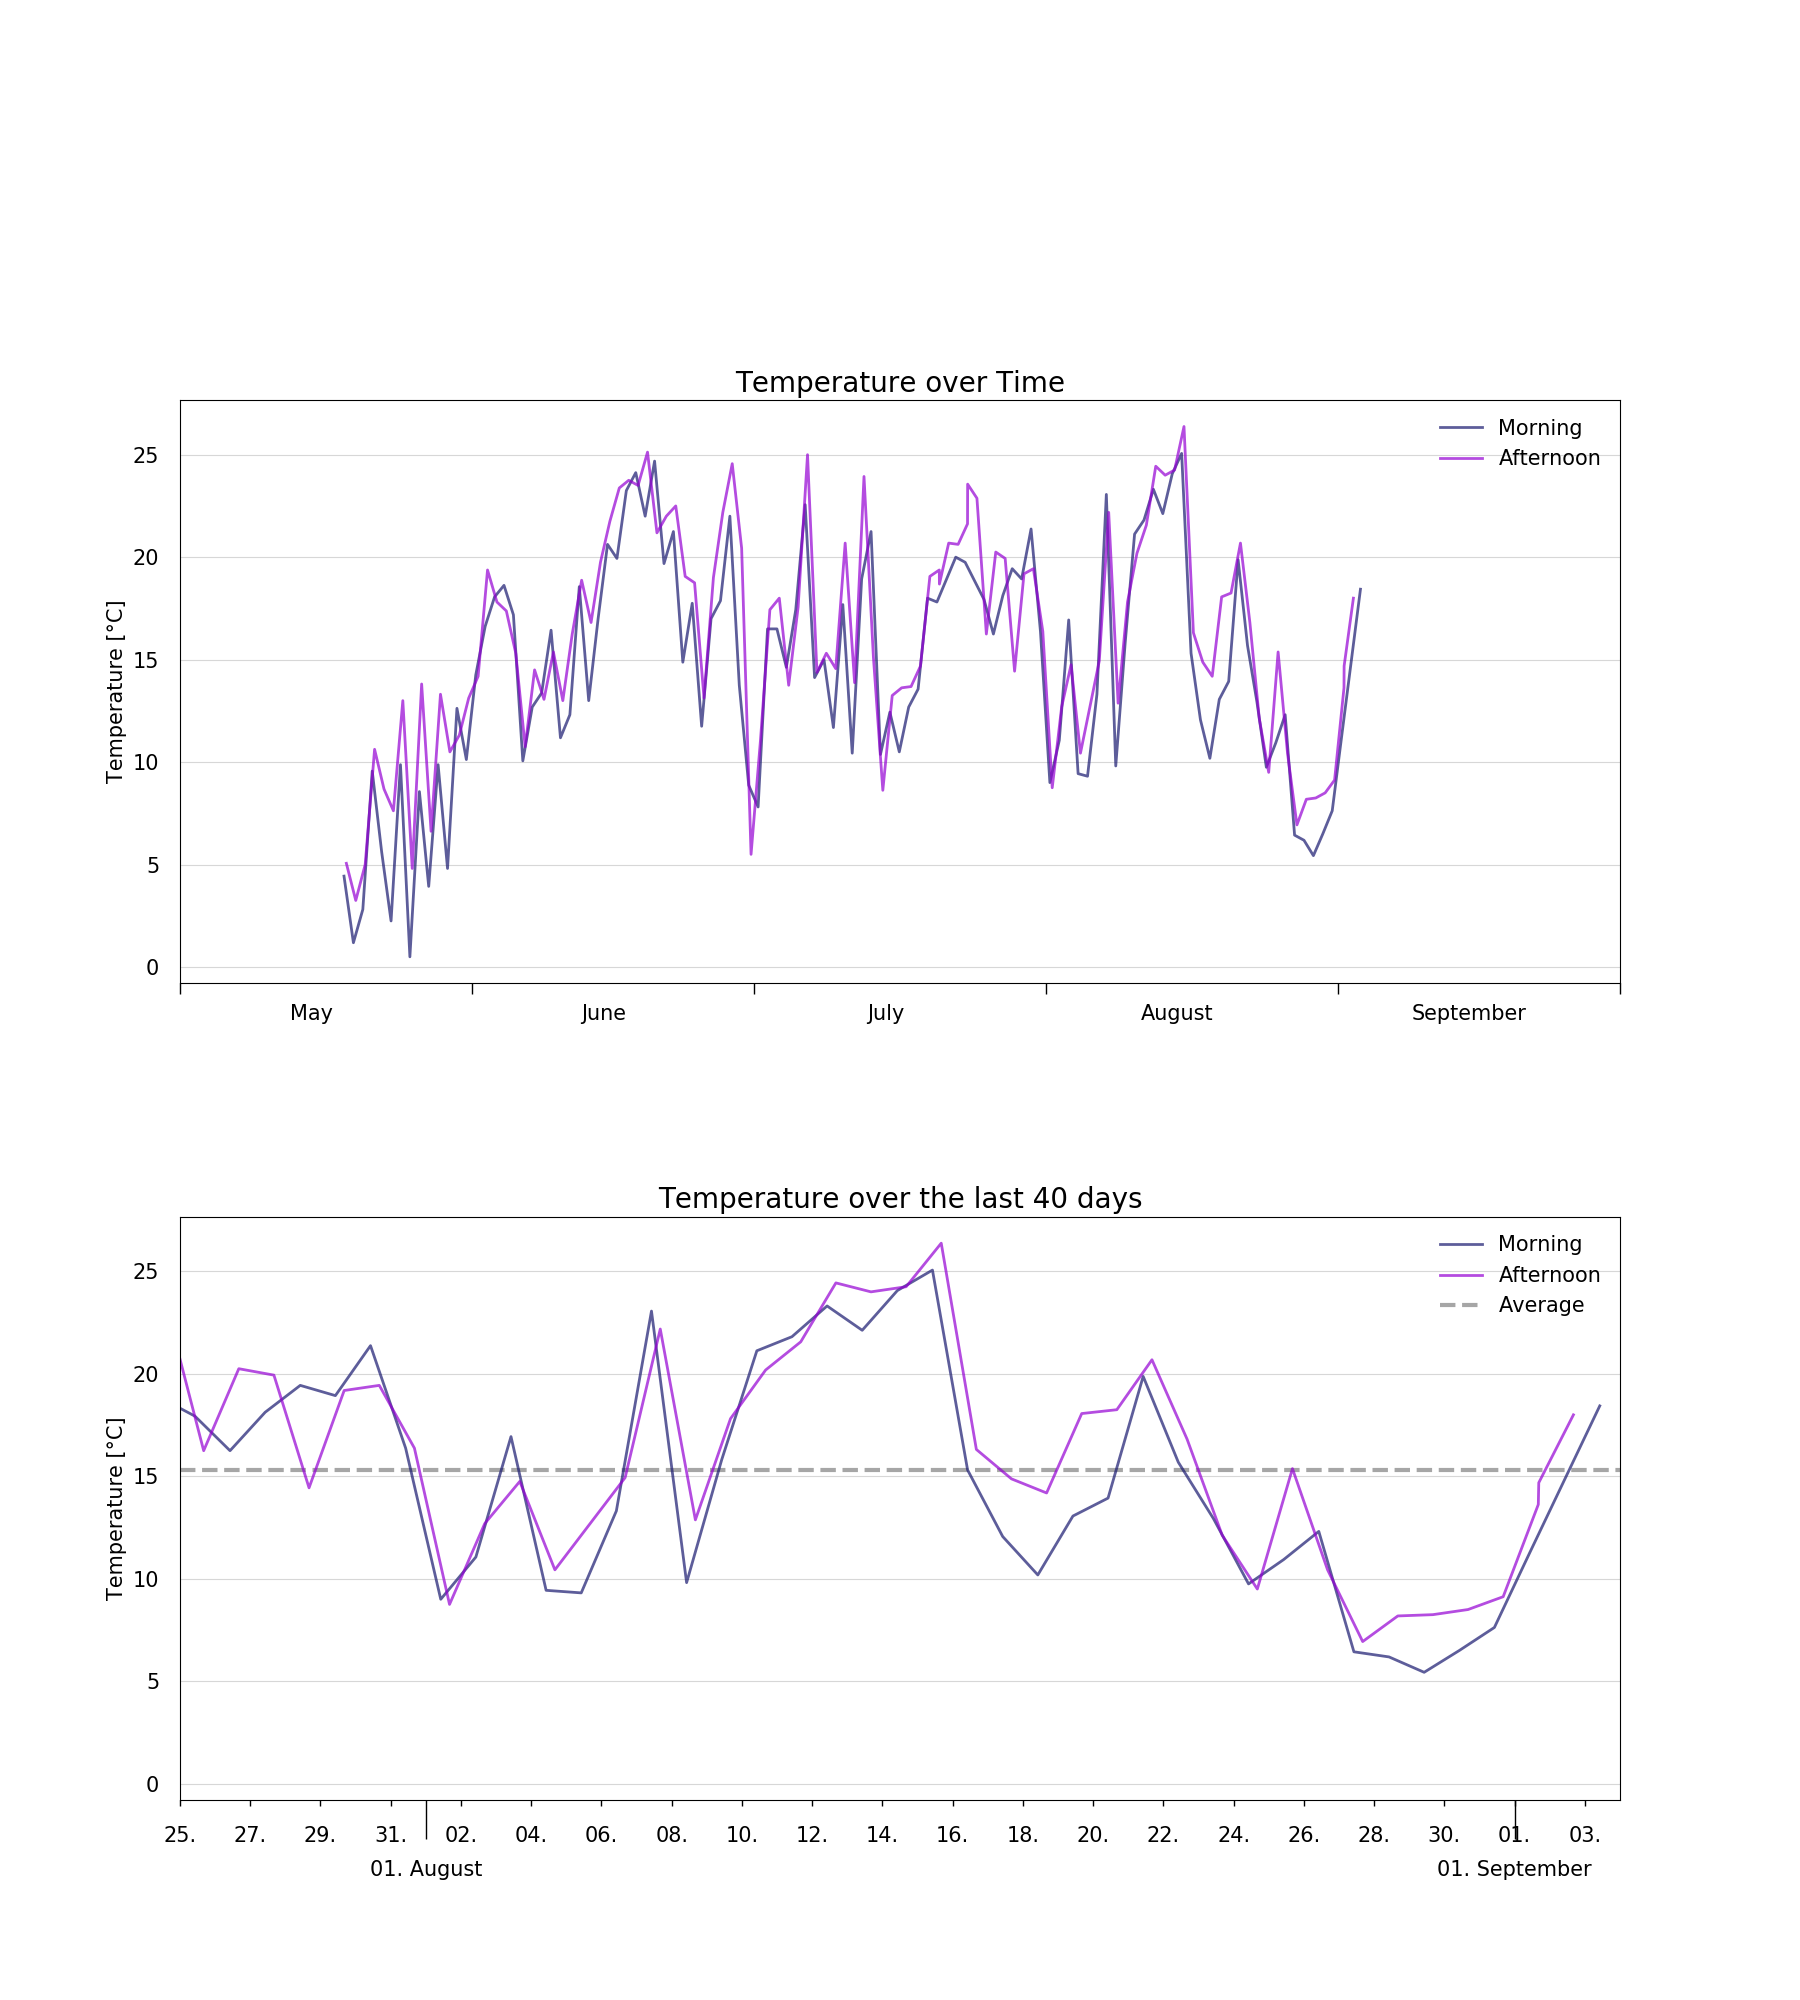 Temperature over Time
Morning
Afternoon
25
20
15
10
5
0
Temperature [°C]
May June July August September
Temperature over the last 40 days
Morning
Afternoon
Average
25
20
15
10
5
0
Temperature [°C]
25. 27. 29. 31. 02. 04. 06. 08. 10. 12. 14. 16. 18. 20. 22. 24. 26. 28. 30. 01. 03.
01. August 01. September